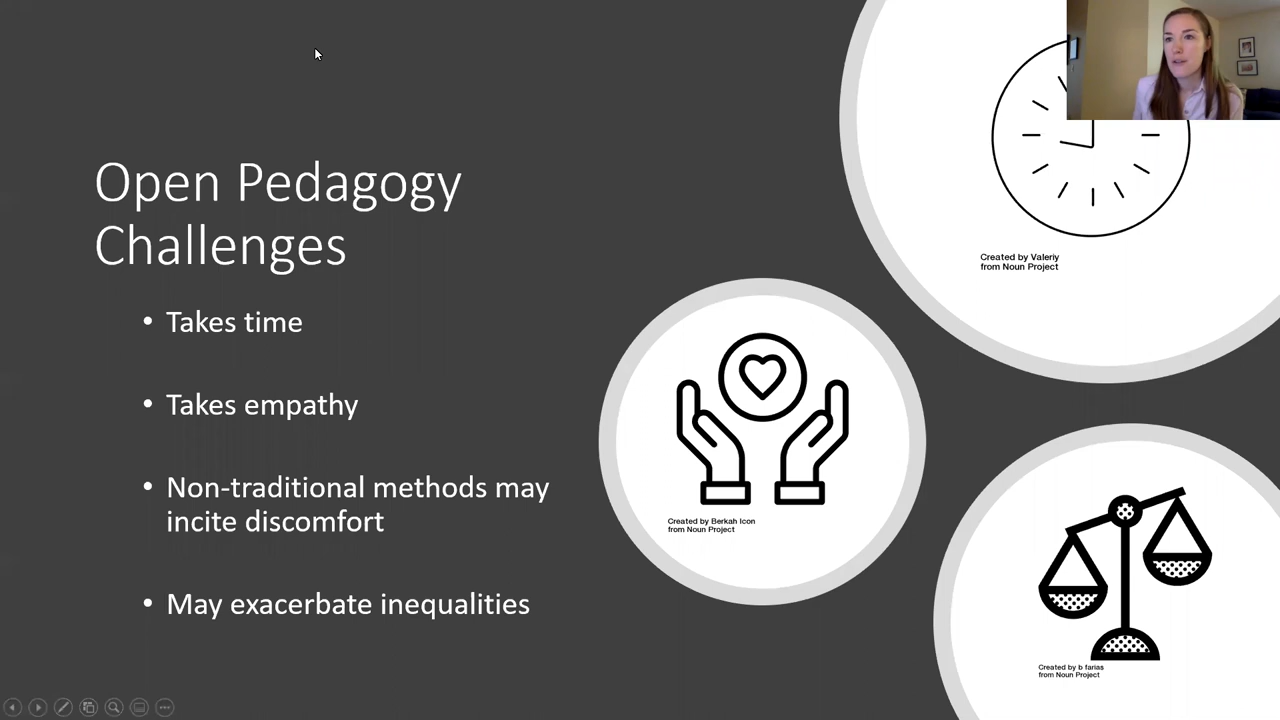 Open Pedagogy
Challenges
• Takes time
• Takes empathy
• Non-traditional methods may
incite discomfort
• May exacerbate inequalities
Created by Valeriy
from Noun Project
Created by Berkah Icon
from Noun Project
Created by b farias
from Noun Project